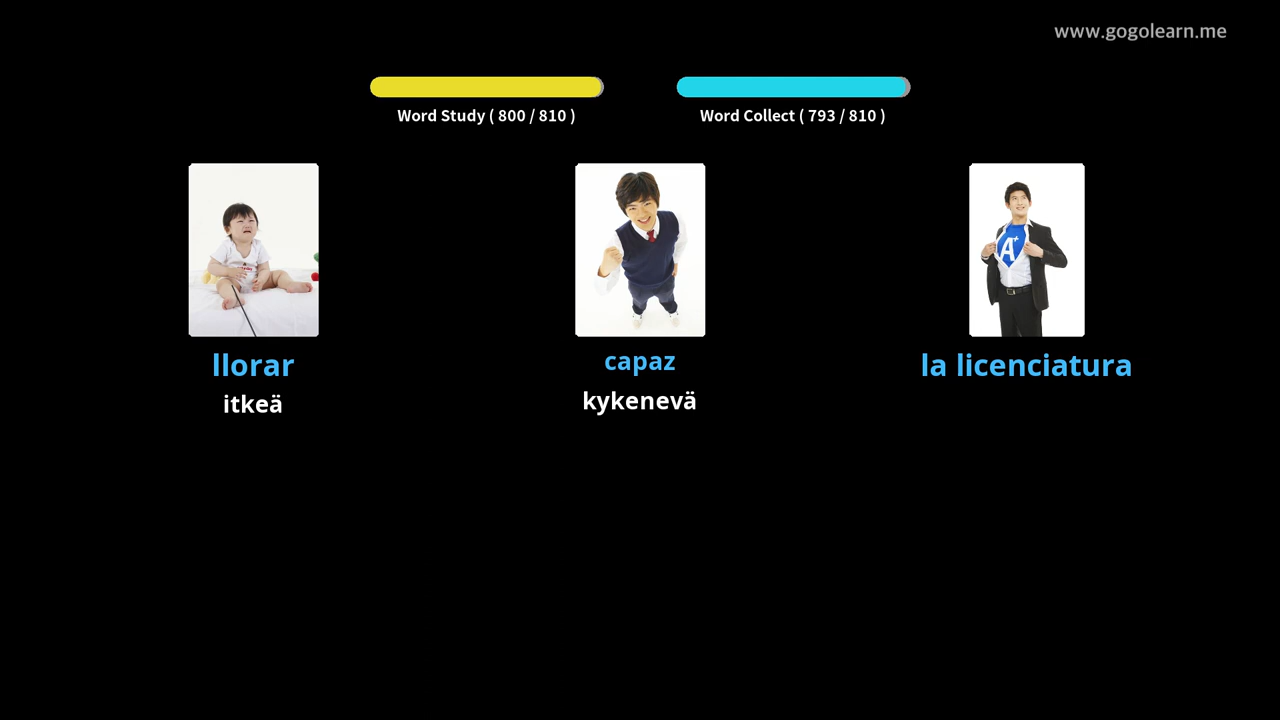 www.gogolearn.me
Word Study ( 800 / 810 )
Word Collect ( 793 / 810 )
A+
llorar
itkeä
capaz
kykenevä
la licenciatura